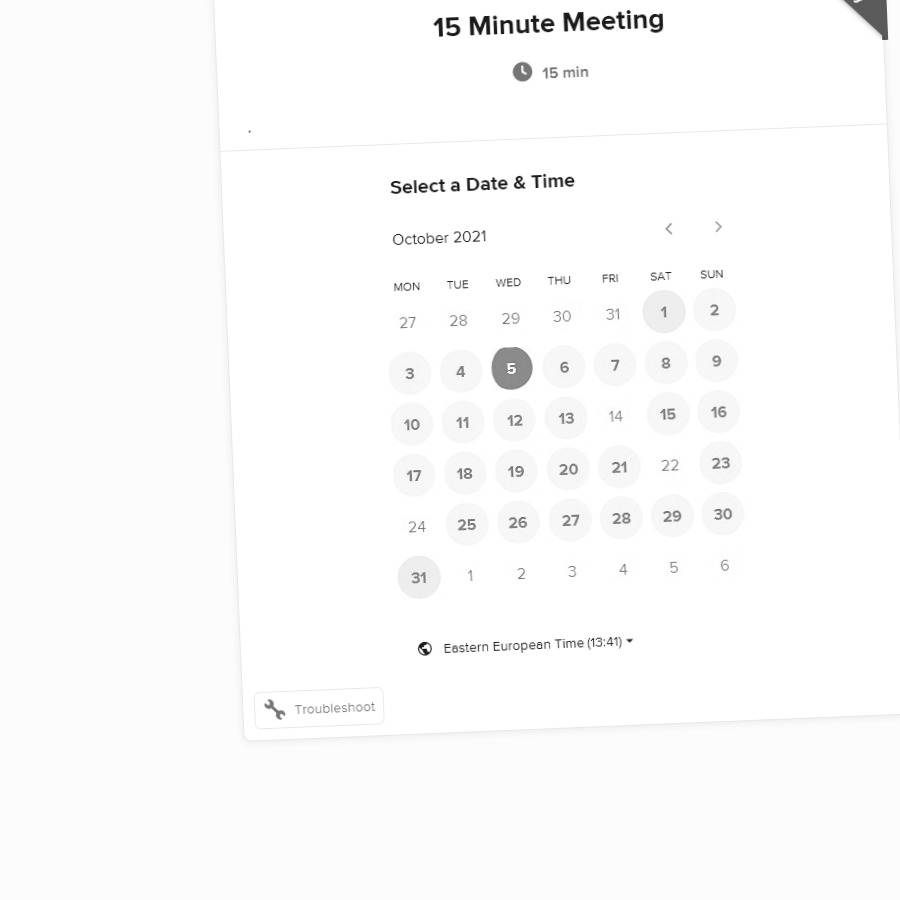 15 Minute Meeting
15 min
.
Select a Date & Time
October 2021
MON TUE WED THU FRI SAT SUN
27 28 29 30 31 1 2
3 4 5 6 7 8 9
10 11 12 13 14 15 16
17 18 19 20 21 22 23
24 25 26 27 28 29 30
31 1 2 3 4 5 6
Eastern European Time (13:41)
Troubleshoot